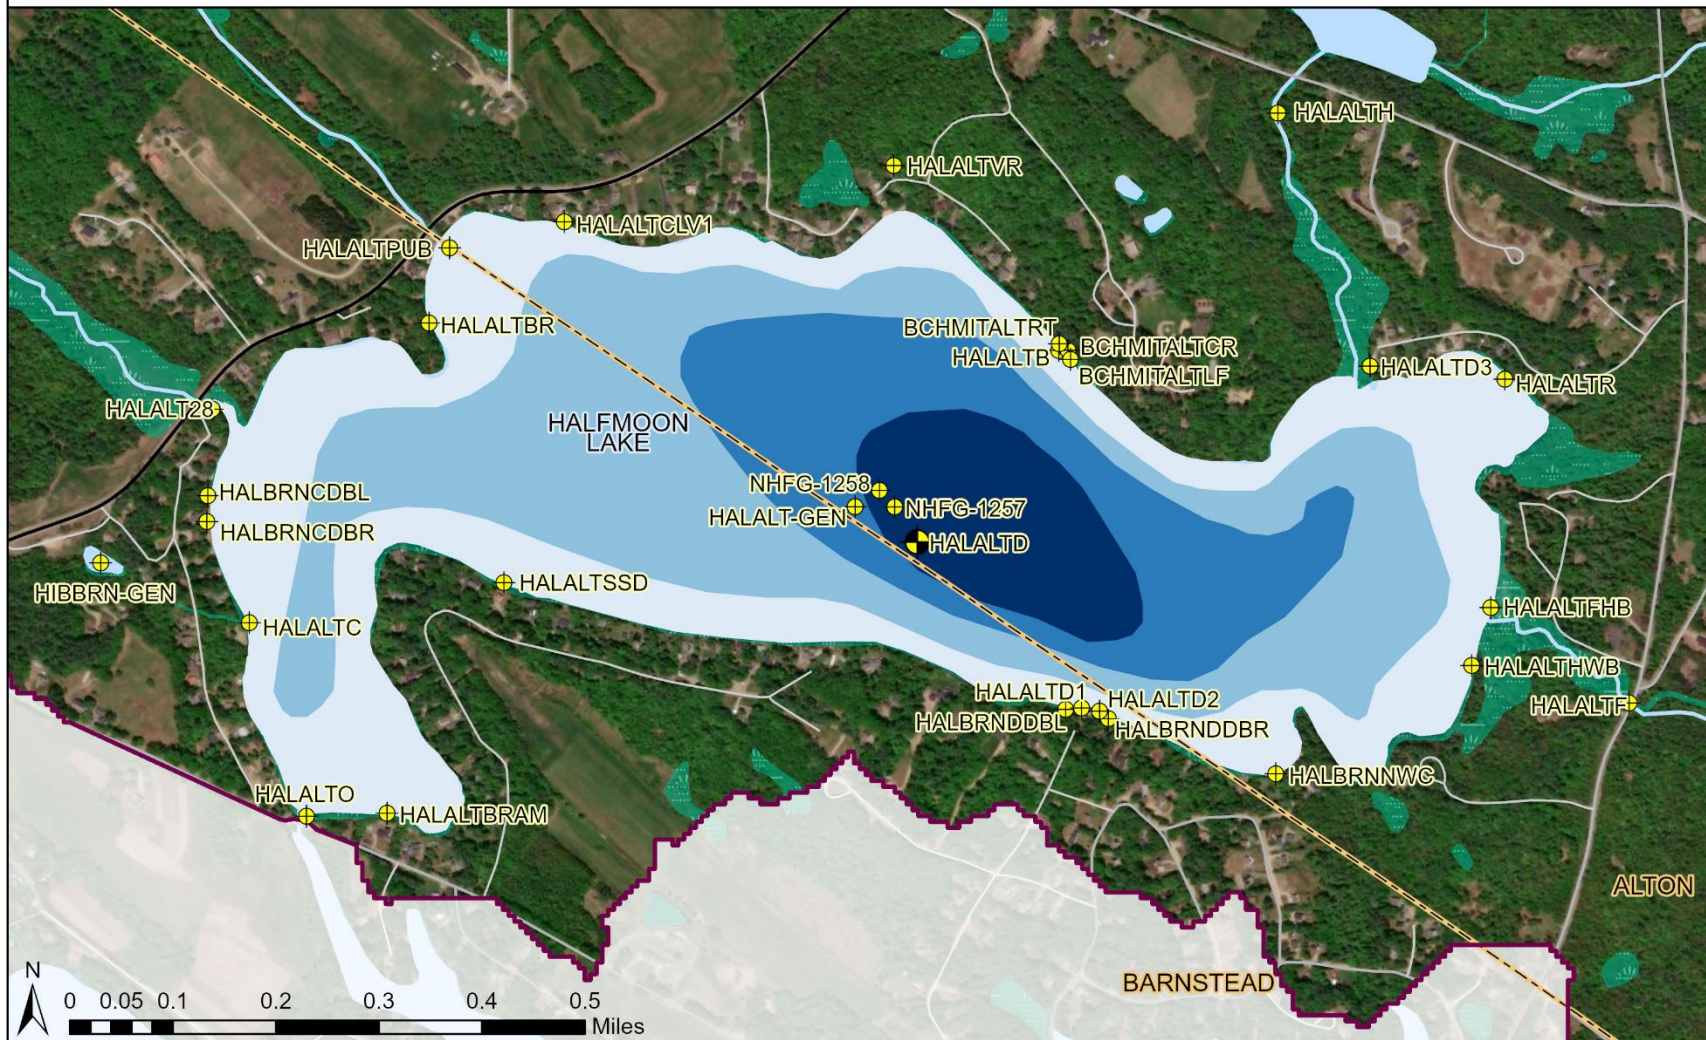 HALALTH
HALALTVR
HALALTCLV1
HALALTPUB
HALALTBR
BCHMITALTRT
BCHMITALTCR
HALALTB
BCHMITALTLF
HALALTD3
HALALTR
HALALT28
HALFMOON
LAKE
NHFG-1258
HALBRNCDBL
HALALT-GEN
NHFG-1257
HALBRNCDBR
HALALTD
HIBBRN-GEN
HALALTSSD
HALALTFHB
HALALTC
HALALTHWB
HALALTD1
HALALTD2
HALALTF
HALBRNDDBL
HALBRNDDBR
HALBRNNWC
HALALTO
HALALTBRAM
ALTON
BARNSTEAD
N
0 0.05 0.1 0.2 0.3 0.4 0.5
Miles